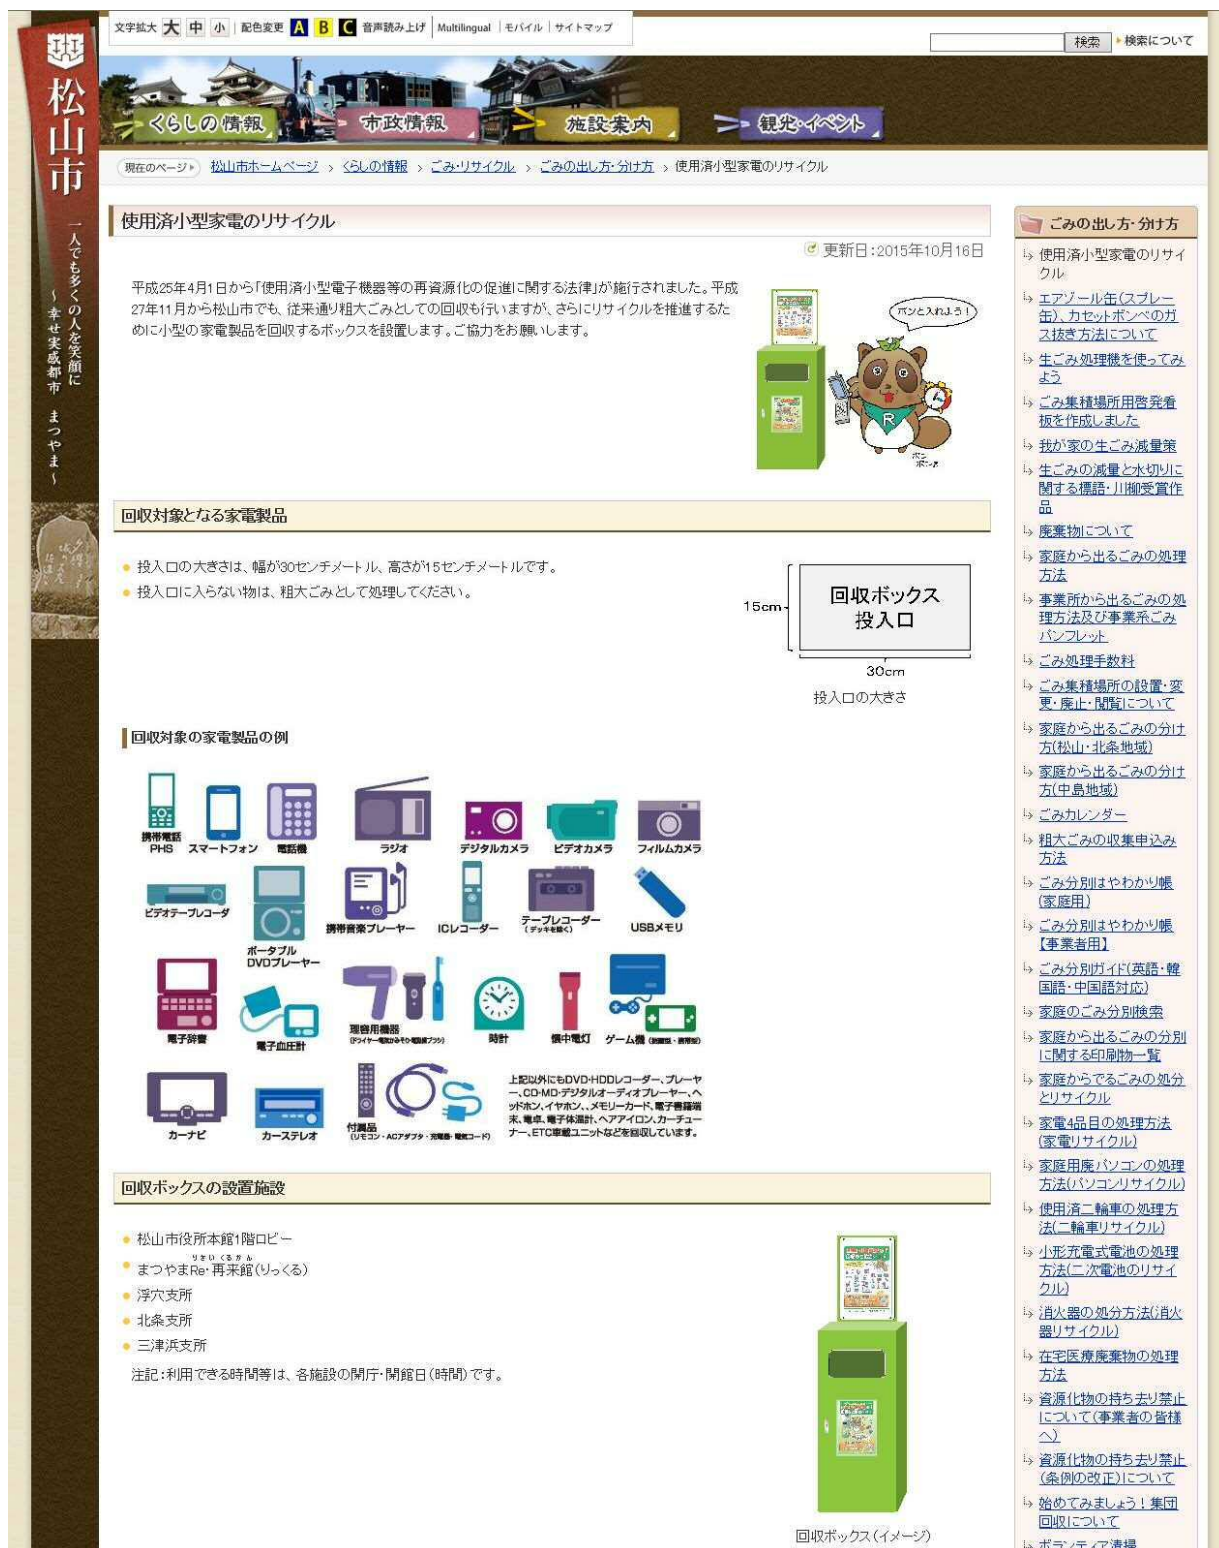 文字拡大 大 中 小 | 配色変更 A B C 音声読み上げ | Multilingual | モバイル | サイトマップ
検索 検索について
松山市
一人でも多くの人を笑顔に
～幸せ実感都市 まつやま～
くらしの情報 市政情報 施設案内 観光・イベント
現在のページ 松山市ホームページ > くらしの情報 > ごみ・リサイクル > ごみの出し方・分け方 > 使用済小型家電のリサイクル
使用済小型家電のリサイクル
更新日:2015年10月16日
平成25年4月1日から「使用済小型電子機器等の再資源化の促進に関する法律」が施行されました。平成
27年11月から松山市でも、従来通り粗大ごみとしての回収も行いますが、さらにリサイクルを推進するた
めに小型の家電製品を回収するボックスを設置します。ご協力をお願いします。
ポンと入れよう!
R
回収対象となる家電製品
投入口の大きさは、幅が30センチメートル、高さが15センチメートルです。
投入口に入らない物は、粗大ごみとして処理してください。
回収ボックス
投入口
15cm
30cm
投入口の大きさ
回収対象の家電製品の例
携帯電話
PHS
スマートフォン
電話機
ラジオ
デジタルカメラ
ビデオカメラ
フィルムカメラ
ビデオテープレコーダ
ポータブル
DVDプレーヤー
携帯音楽プレーヤー
ICレコーダー
テープレコーダー
(デッキを除く)
USBメモリ
電子辞書
電子血圧計
理容用機器
(ドライヤー・電気かみそり・電動歯ブラシ)
時計
懐中電灯
ゲーム機(据置型・携帯型)
カーナビ
カーステレオ
付属品
(リモコン・ACアダプタ・充電器・電気コード)
上記以外にもDVD・HDDレコーダー、プレーヤ
ー、CD・MD・デジタルオーディオプレーヤー、ヘ
ッドホン、イヤホン、、メモリーカード、電子書籍端
末、電卓、電子体温計、ヘアアイロン、カーチュー
ナー、ETC車載ユニットなどを回収しています。
回収ボックスの設置施設
松山市役所本館1階ロビー
りさいくるかん
まつやまRe・再来館(りっくる)
浮穴支所
北条支所
三津浜支所
注記:利用できる時間等は、各施設の開庁・開館日(時間)です。
回収ボックス(イメージ)
ごみの出し方・分け方
使用済小型家電のリサイ
クル
エアゾール缶(スプレー
缶)、カセットボンベのガ
ス抜き方法について
生ごみ処理機を使ってみ
よう
ごみ集積場所用啓発看
板を作成しました
我が家の生ごみ減量策
生ごみの減量と水切りに
関する標語・川柳受賞作
品
廃棄物について
家庭から出るごみの処理
方法
事業所から出るごみの処
理方法及び事業系ごみ
パンフレット
ごみ処理手数料
ごみ集積場所の設置・変
更・廃止・閲覧について
家庭から出るごみの分け
方(松山・北条地域)
家庭から出るごみの分け
方(中島地域)
ごみカレンダー
粗大ごみの収集申込み
方法
ごみ分別はやわかり帳
(家庭用)
ごみ分別はやわかり帳
【事業者用】
ごみ分別ガイド(英語・韓
国語・中国語対応)
家庭のごみ分別検索
家庭から出るごみの分別
に関する印刷物一覧
家庭からでるごみの処分
とリサイクル
家電4品目の処理方法
(家電リサイクル)
家庭用廃パソコンの処理
方法(パソコンリサイクル)
使用済二輪車の処理方
法(二輪車リサイクル)
小形充電式電池の処理
方法(二次電池のリサイ
クル)
消火器の処分方法(消火
器リサイクル)
在宅医療廃棄物の処理
方法
資源化物の持ち去り禁止
について(事業者の皆様
へ)
資源化物の持ち去り禁止
(条例の改正)について
始めてみましょう!集団
回収について
ボランティア清掃